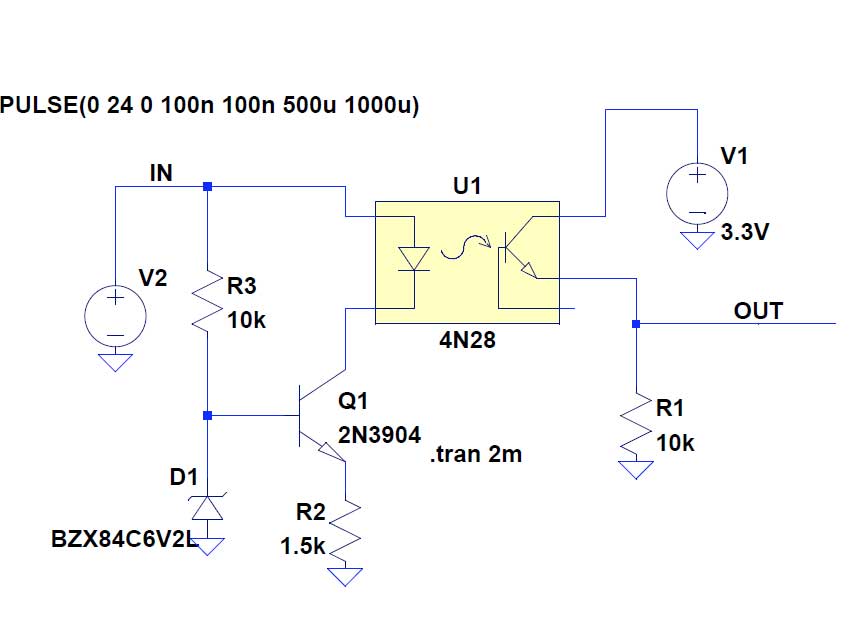 PULSE(0 24 0 100n 100n 500u 1000u)
IN
U1
V1
3.3V
V2
R3
10k
4N28
OUT
Q1
2N3904
R1
10k
.tran 2m
D1
BZX84C6V2L
R2
1.5k